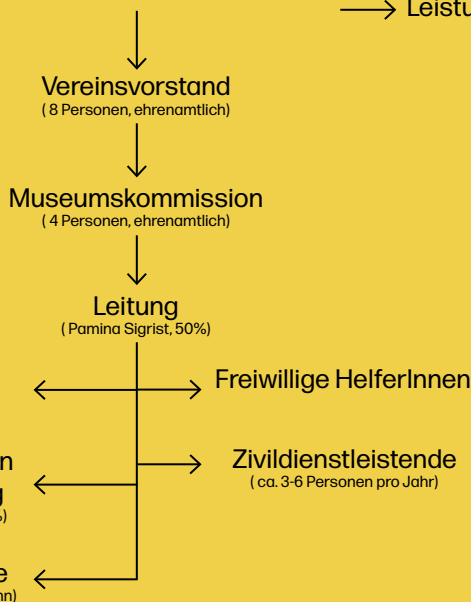 Vereinsvorstand
( 8 Personen, ehrenamtlich)
Museumskommission
( 4 Personen, ehrenamtlich)
Leitung
( Pamina Sigrist, 50%)
Freiwillige HelferInnen
Zivildienstleistende
( ca. 3-6 Personen pro Jahr)